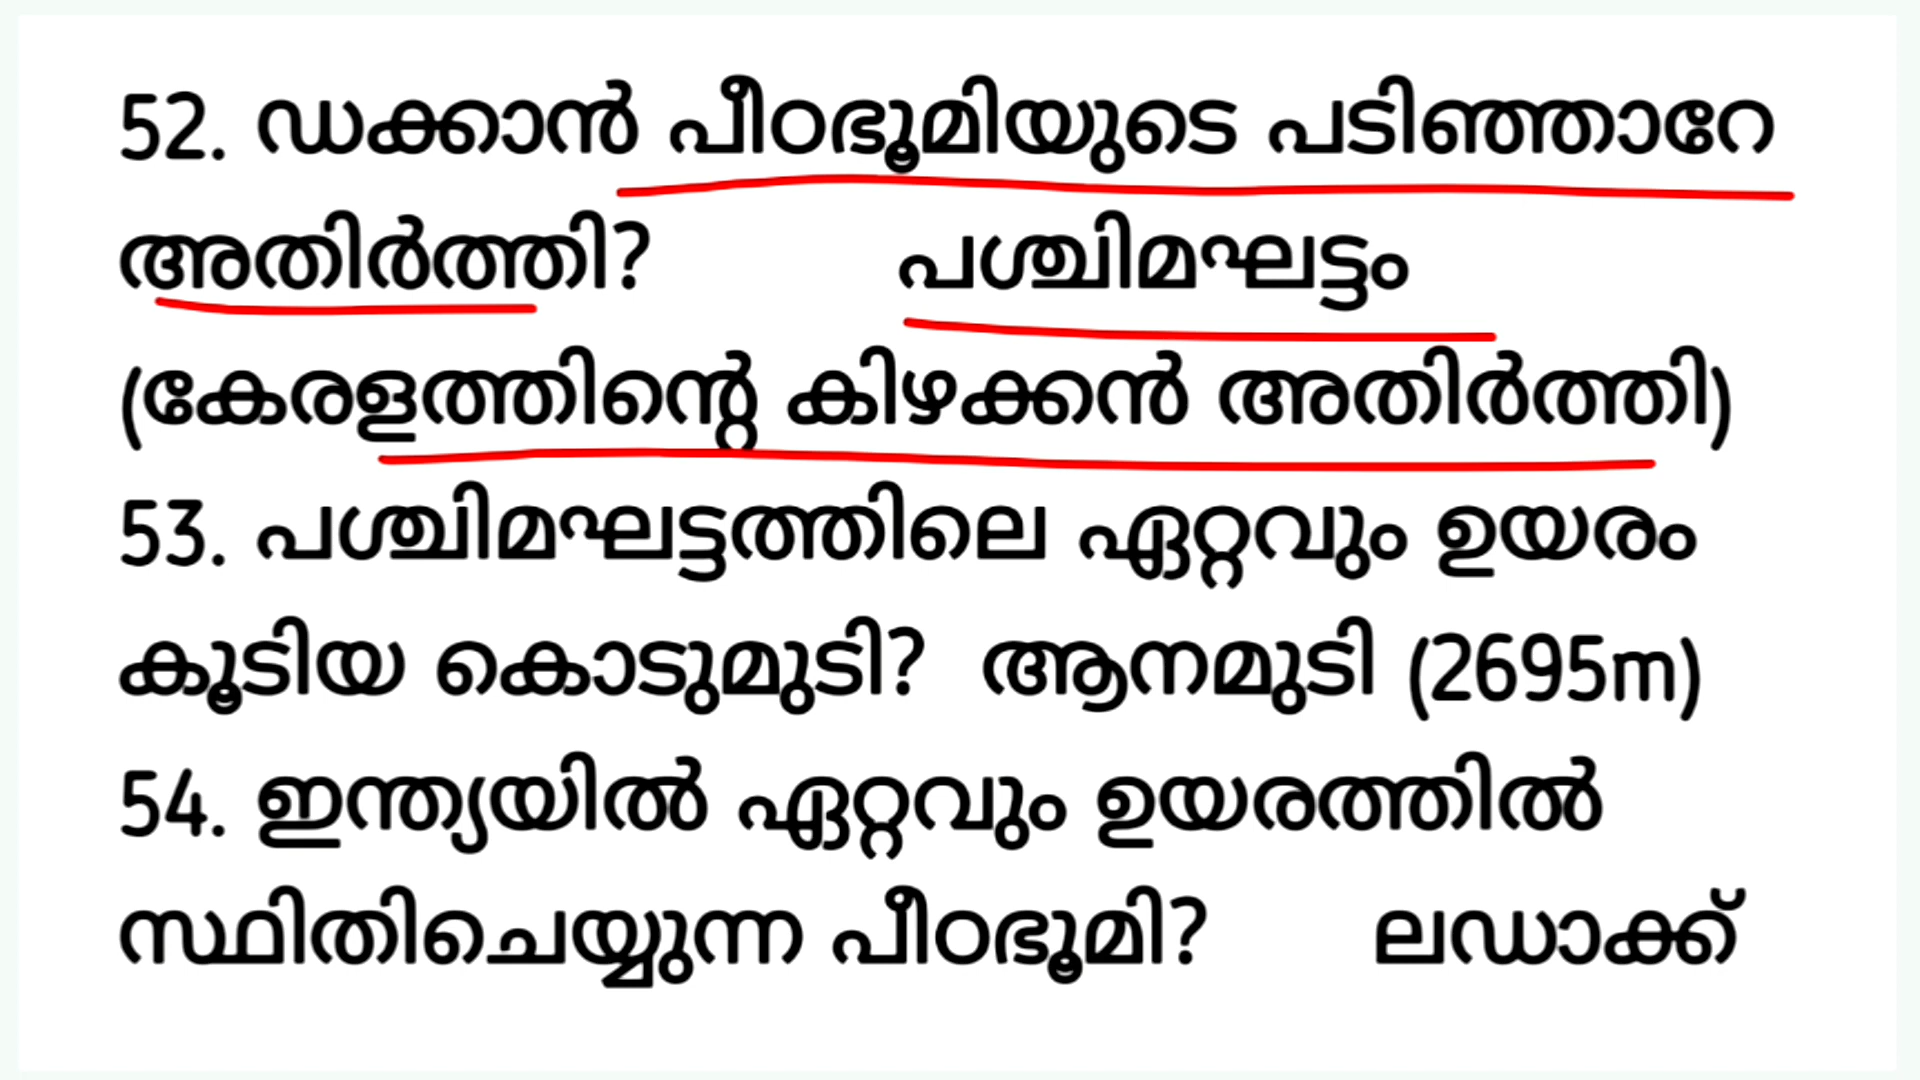 52. ഡക്കാൻ പീഠഭൂമിയുടെ പടിഞ്ഞാറേ
അതിർത്തി? പശ്ചിമഘട്ടം
(കേരളത്തിന്റെ കിഴക്കൻ അതിർത്തി)
53. പശ്ചിമഘട്ടത്തിലെ ഏറ്റവും ഉയരം
കൂടിയ കൊടുമുടി? ആനമുടി (2695m)
54. ഇന്ത്യയിൽ ഏറ്റവും ഉയരത്തിൽ
സ്ഥിതിചെയ്യുന്ന പീഠഭൂമി? ലഡാക്ക്